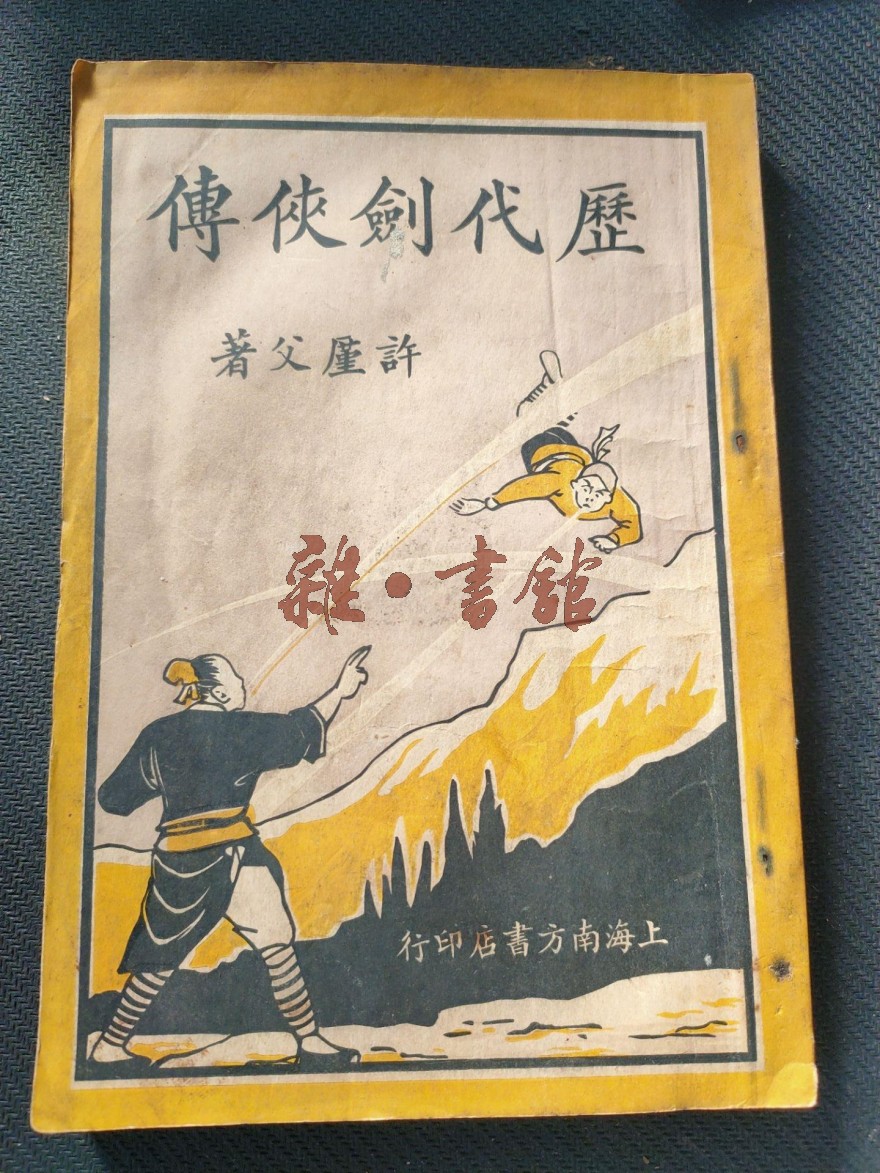 歷代劍俠傳
許廑父著
雜·書館
上海南方書店印行